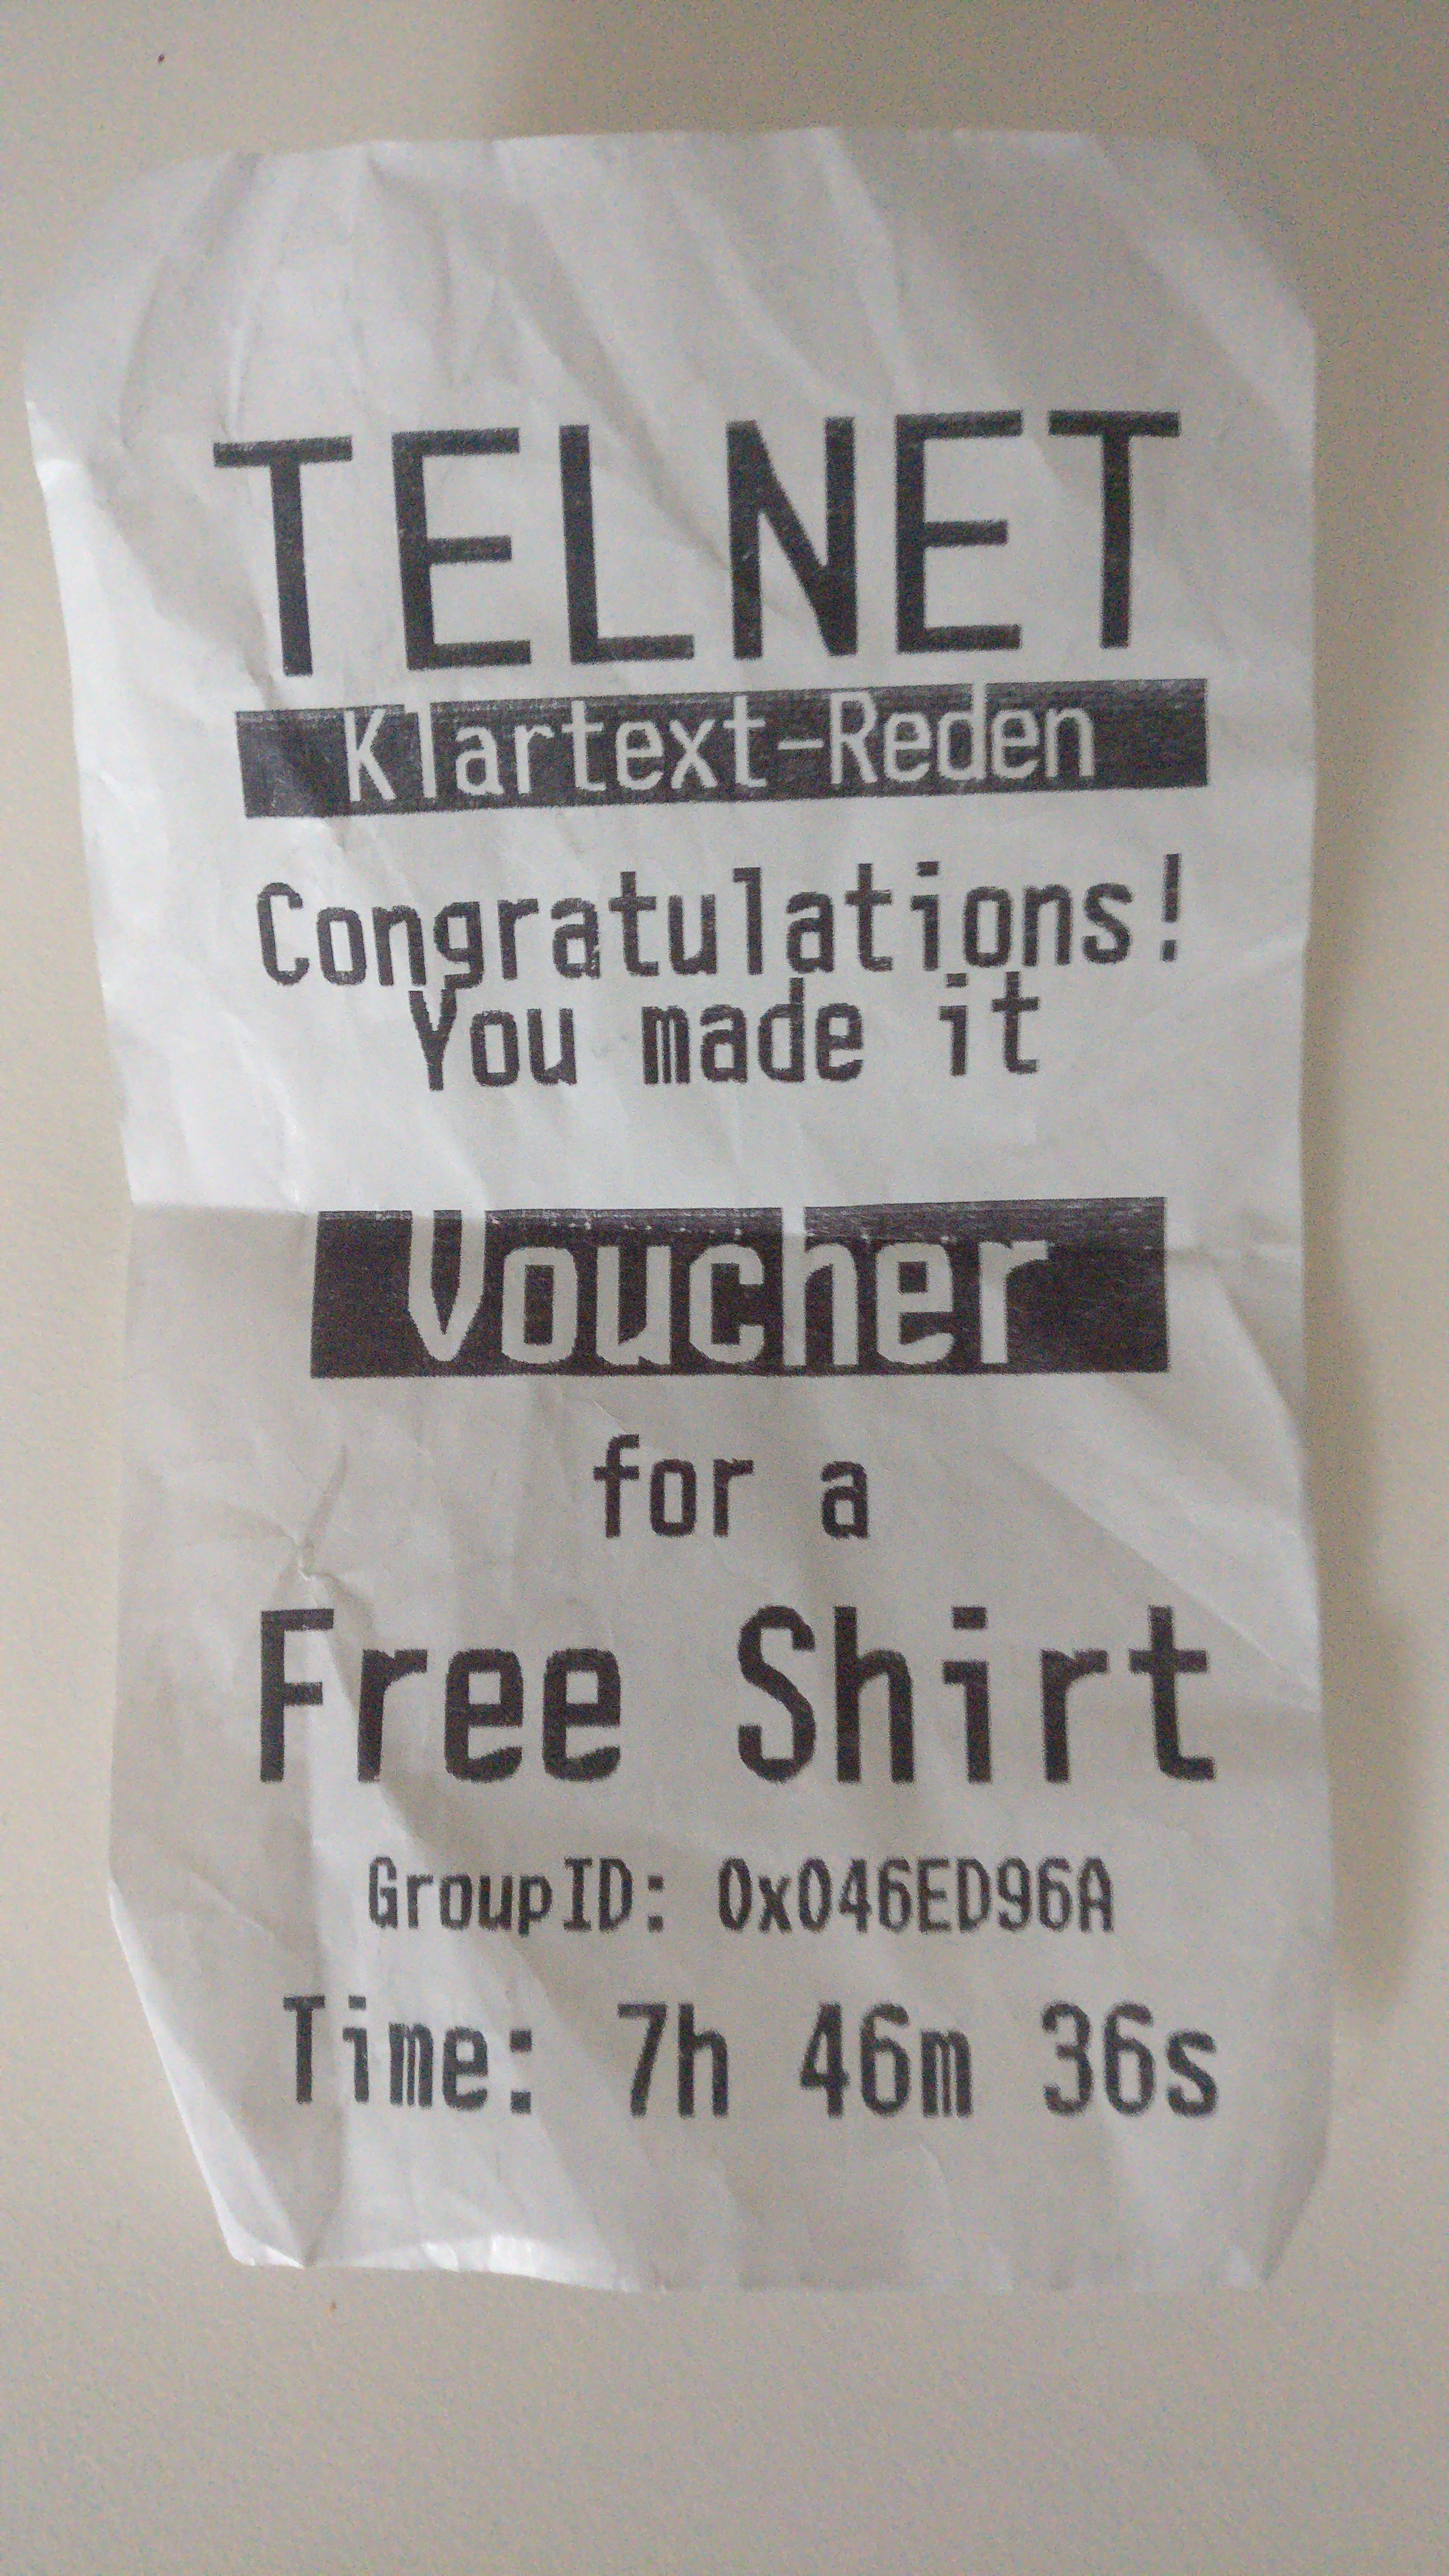 TELNET
Klartext-Reden
Congratulations!
You made it
Voucher
for a
Free Shirt
GroupID: 0x046ED96A
Time: 7h 46m 36s